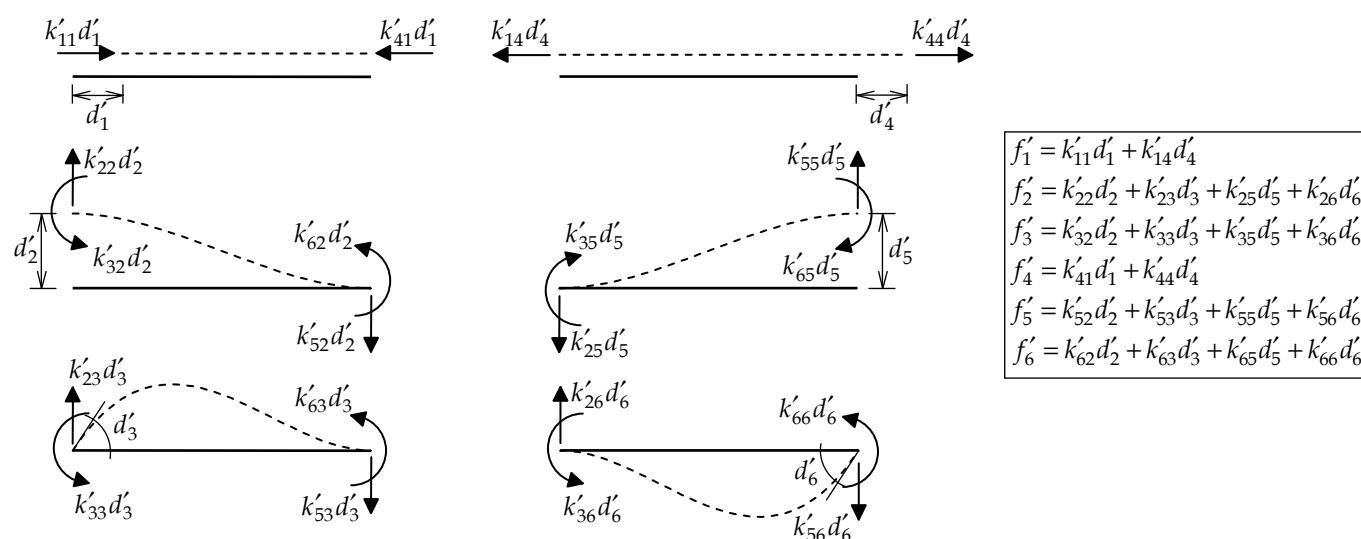 k′₁₁d′₁ k′₄₁d′₁ k′₁₄d′₄ k′₄₄d′₄
d′₁ d′₄
k′₂₂d′₂ k′₅₅d′₅
d′₂ k′₃₂d′₂ k′₆₂d′₂ k′₃₅d′₅ k′₆₅d′₅ d′₅
k′₅₂d′₂ k′₂₅d′₅
k′₂₃d′₃ k′₆₃d′₃ k′₂₆d′₆ k′₆₆d′₆
d′₃ d′₆
k′₃₃d′₃ k′₅₃d′₃ k′₃₆d′₆ k′₅₆d′₆
f′₁ = k′₁₁d′₁ + k′₁₄d′₄
f′₂ = k′₂₂d′₂ + k′₂₃d′₃ + k′₂₅d′₅ + k′₂₆d′₆
f′₃ = k′₃₂d′₂ + k′₃₃d′₃ + k′₃₅d′₅ + k′₃₆d′₆
f′₄ = k′₄₁d′₁ + k′₄₄d′₄
f′₅ = k′₅₂d′₂ + k′₅₃d′₃ + k′₅₅d′₅ + k′₅₆d′₆
f′₆ = k′₆₂d′₂ + k′₆₃d′₃ + k′₆₅d′₅ + k′₆₆d′₆